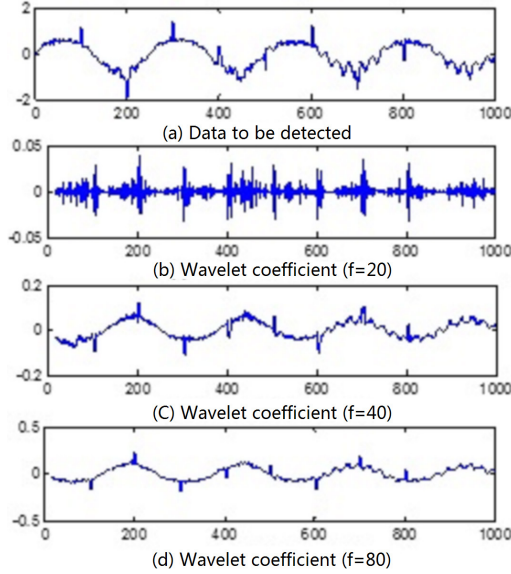 2
0
-2
0 200 400 600 800 1000
(a) Data to be detected
0.05
0
-0.05
0 200 400 600 800 1000
(b) Wavelet coefficient (f=20)
0.2
0
-0.2
0 200 400 600 800 1000
(C) Wavelet coefficient (f=40)
0.5
0
-0.5
0 200 400 600 800 1000
(d) Wavelet coefficient (f=80)